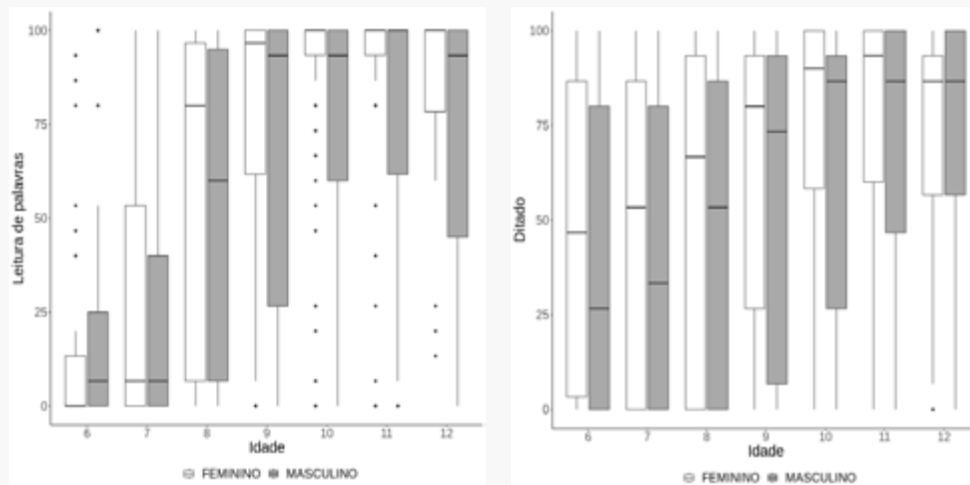 100
75
50
25
0
Leitura de palavras
6 7 8 9 10 11 12
Idade
FEMININO MASCULINO
100
75
50
25
0
Ditado
6 7 8 9 10 11 12
Idade
FEMININO MASCULINO